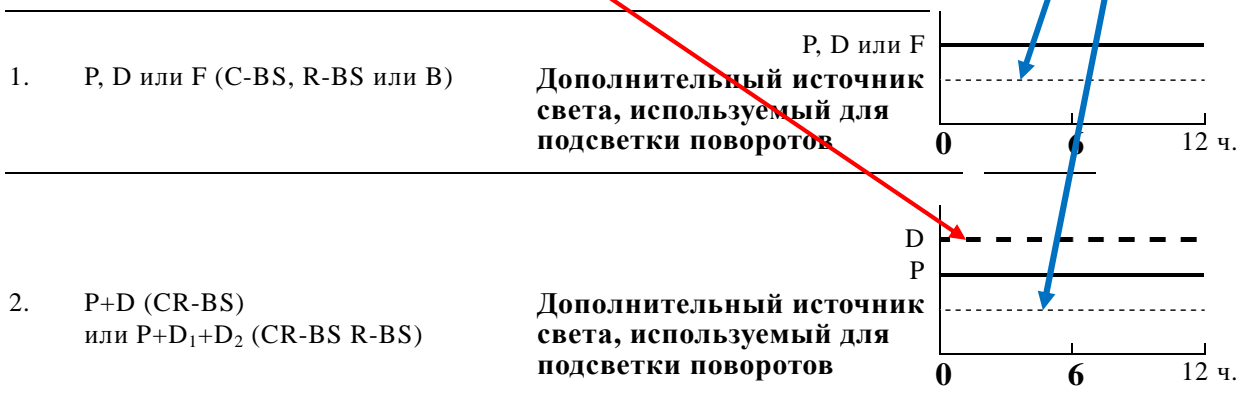 P, D или F
1. P, D или F (C-BS, R-BS или B) Дополнительный источник
света, используемый для
подсветки поворотов
0 6 12 ч.
D
P
2. P+D (CR-BS) Дополнительный источник
или P+D₁+D₂ (CR-BS R-BS) света, используемый для
подсветки поворотов
0 6 12 ч.